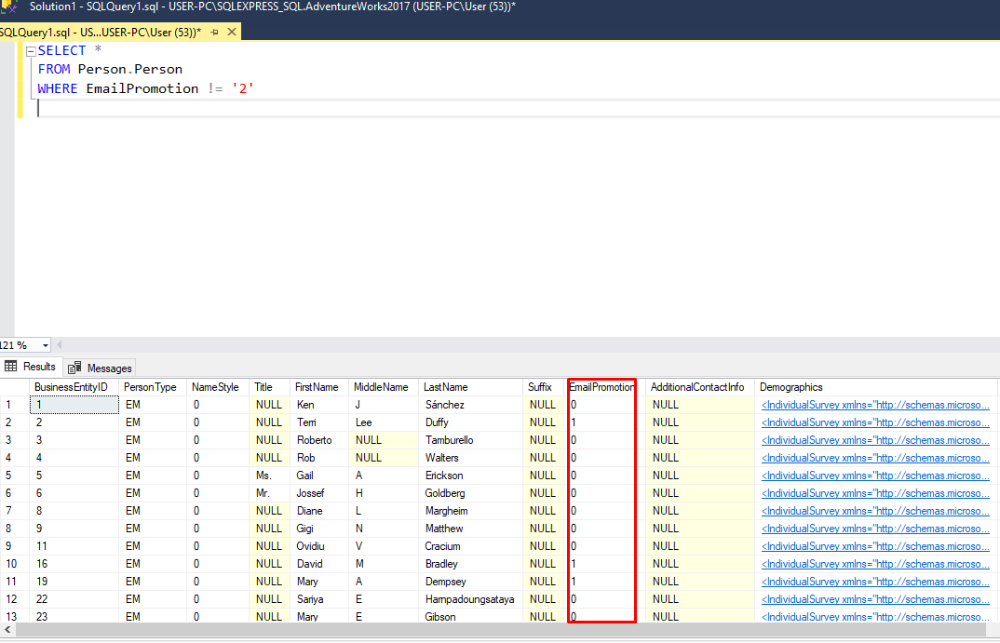 Solution1 - SQLQuery1.sql - USER-PC\SQLEXPRESS_SQL.AdventureWorks2017 (USER-PC\User (53))*
SQLQuery1.sql - US...USER-PC\User (53))*
SELECT *
FROM Person.Person
WHERE EmailPromotion != '2'
121 %
Results Messages
BusinessEntityID PersonType NameStyle Title FirstName MiddleName LastName Suffix EmailPromotion AdditionalContactInfo Demographics
1 1 EM 0 NULL Ken J Sánchez NULL 0 NULL <IndividualSurvey xmlns="http://schemas.microso...
2 2 EM 0 NULL Terri Lee Duffy NULL 1 NULL <IndividualSurvey xmlns="http://schemas.microso...
3 3 EM 0 NULL Roberto NULL Tamburello NULL 0 NULL <IndividualSurvey xmlns="http://schemas.microso...
4 4 EM 0 NULL Rob NULL Walters NULL 0 NULL <IndividualSurvey xmlns="http://schemas.microso...
5 5 EM 0 Ms. Gail A Erickson NULL 0 NULL <IndividualSurvey xmlns="http://schemas.microso...
6 6 EM 0 Mr. Jossef H Goldberg NULL 0 NULL <IndividualSurvey xmlns="http://schemas.microso...
7 8 EM 0 NULL Diane L Margheim NULL 0 NULL <IndividualSurvey xmlns="http://schemas.microso...
8 9 EM 0 NULL Gigi N Matthew NULL 0 NULL <IndividualSurvey xmlns="http://schemas.microso...
9 11 EM 0 NULL Ovidiu V Cracium NULL 0 NULL <IndividualSurvey xmlns="http://schemas.microso...
10 16 EM 0 NULL David M Bradley NULL 1 NULL <IndividualSurvey xmlns="http://schemas.microso...
11 19 EM 0 NULL Mary A Dempsey NULL 1 NULL <IndividualSurvey xmlns="http://schemas.microso...
12 22 EM 0 NULL Sariya E Hampadoungsataya NULL 0 NULL <IndividualSurvey xmlns="http://schemas.microso...
13 23 EM 0 NULL Mary E Gibson NULL 0 NULL <IndividualSurvey xmlns="http://schemas.microso...